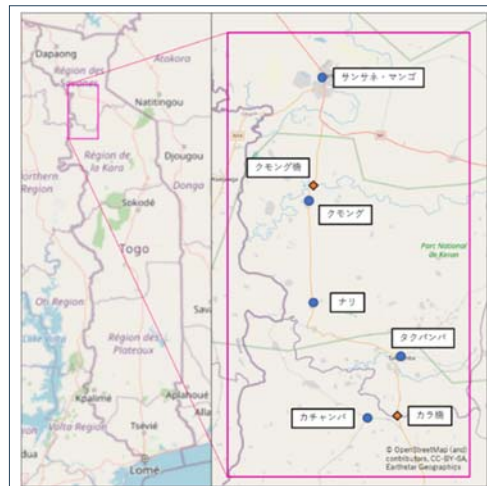 Dapaong
Région des
Savanes
Atakora
Natitingou
Région de
la Kara
Djougou
Donga
Northern
Region
Sokodé
Togo
Oti Region
Région des
Plateaux
Kpalimé
Aplahoué
Volta Region
Tsévié
Lomé
サンサネ・マンゴ
クモング橋
クモング
Parc National
De Keran
ナリ
タクパンバ
カチャンバ
カラ橋
© OpenStreetMap (and)
contributors, CC-BY-SA,
Earthstar Geographics